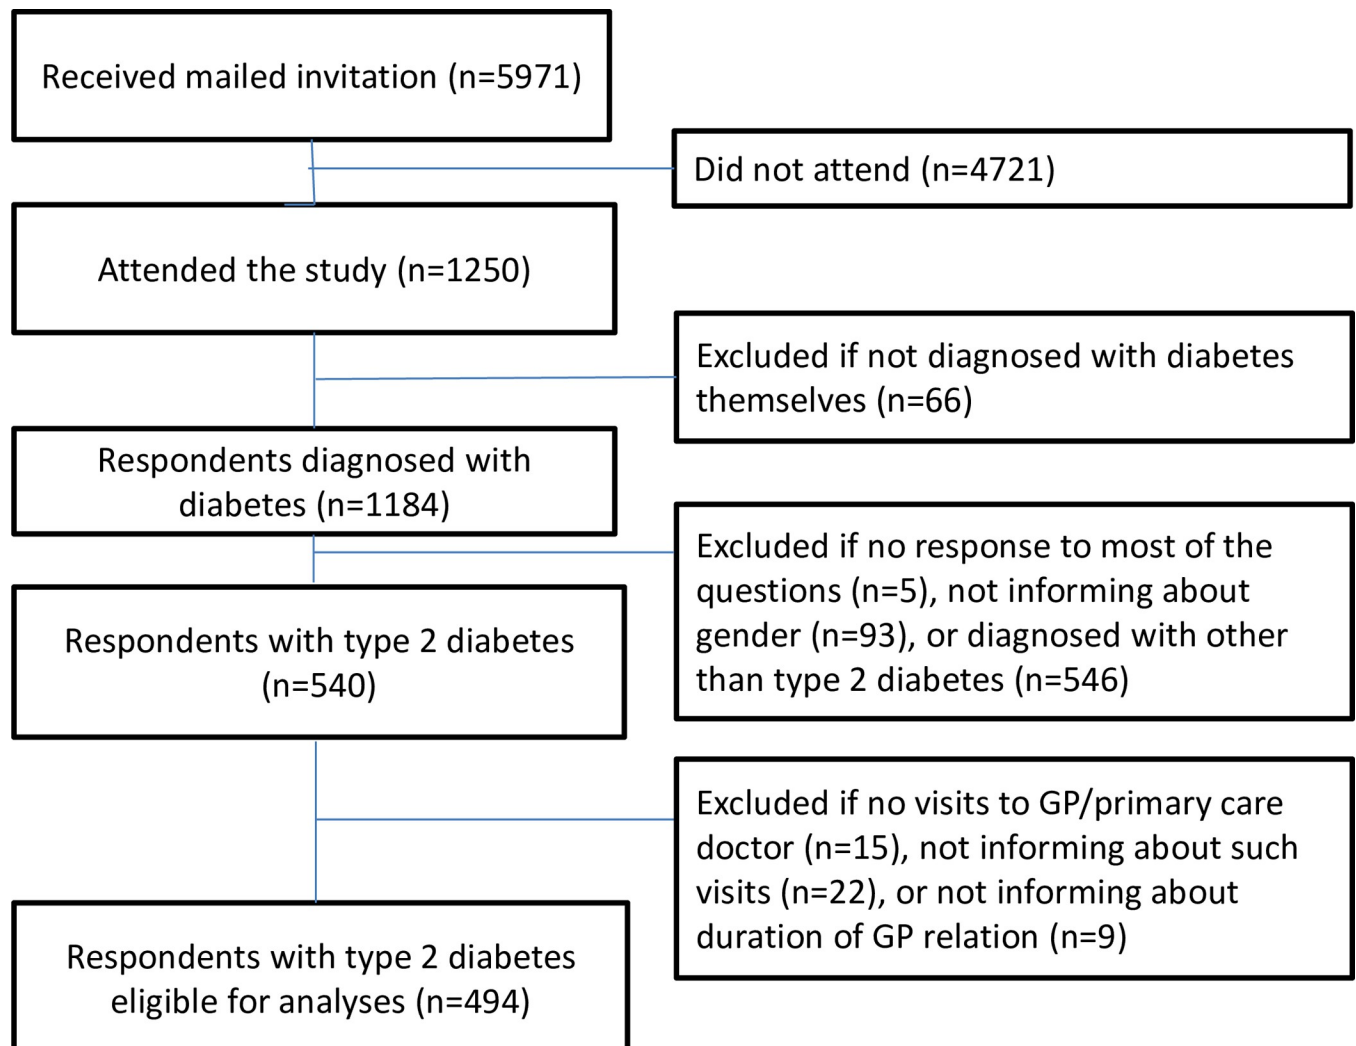 Received mailed invitation (n=5971)
Did not attend (n=4721)
Attended the study (n=1250)
Excluded if not diagnosed with diabetes
themselves (n=66)
Respondents diagnosed with
diabetes (n=1184)
Excluded if no response to most of the
questions (n=5), not informing about
gender (n=93), or diagnosed with other
than type 2 diabetes (n=546)
Respondents with type 2 diabetes
(n=540)
Excluded if no visits to GP/primary care
doctor (n=15), not informing about such
visits (n=22), or not informing about
duration of GP relation (n=9)
Respondents with type 2 diabetes
eligible for analyses (n=494)